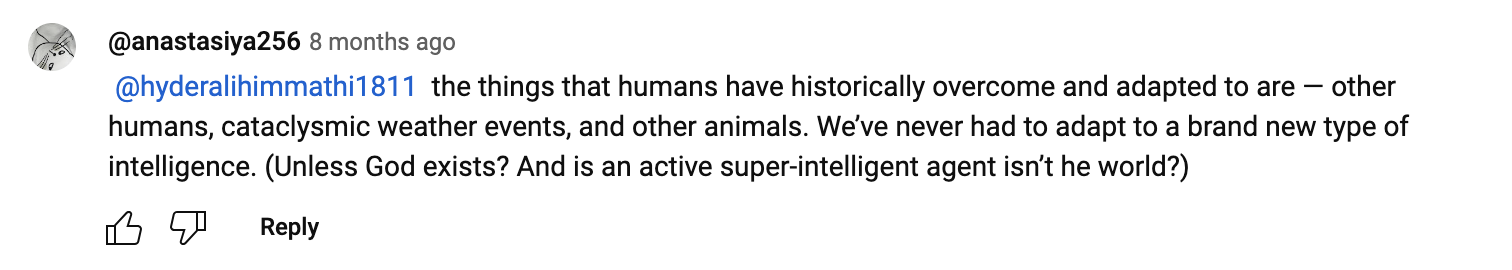 @anastasiya256 8 months ago
@hyderalihimmathi1811 the things that humans have historically overcome and adapted to are — other
humans, cataclysmic weather events, and other animals. We’ve never had to adapt to a brand new type of
intelligence. (Unless God exists? And is an active super-intelligent agent isn’t he world?)
Reply